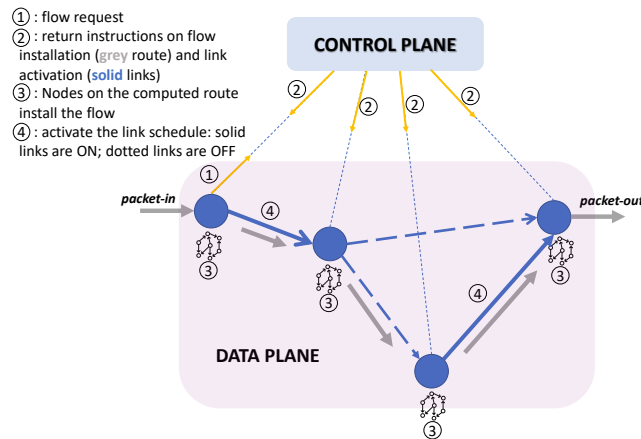 ① : flow request
② : return instructions on flow
installation (grey route) and link
activation (solid links)
③ : Nodes on the computed route
install the flow
④ : activate the link schedule: solid
links are ON; dotted links are OFF
CONTROL PLANE
② ② ② ②
①
packet-in
packet-out
④
③
③
④
③
DATA PLANE
③